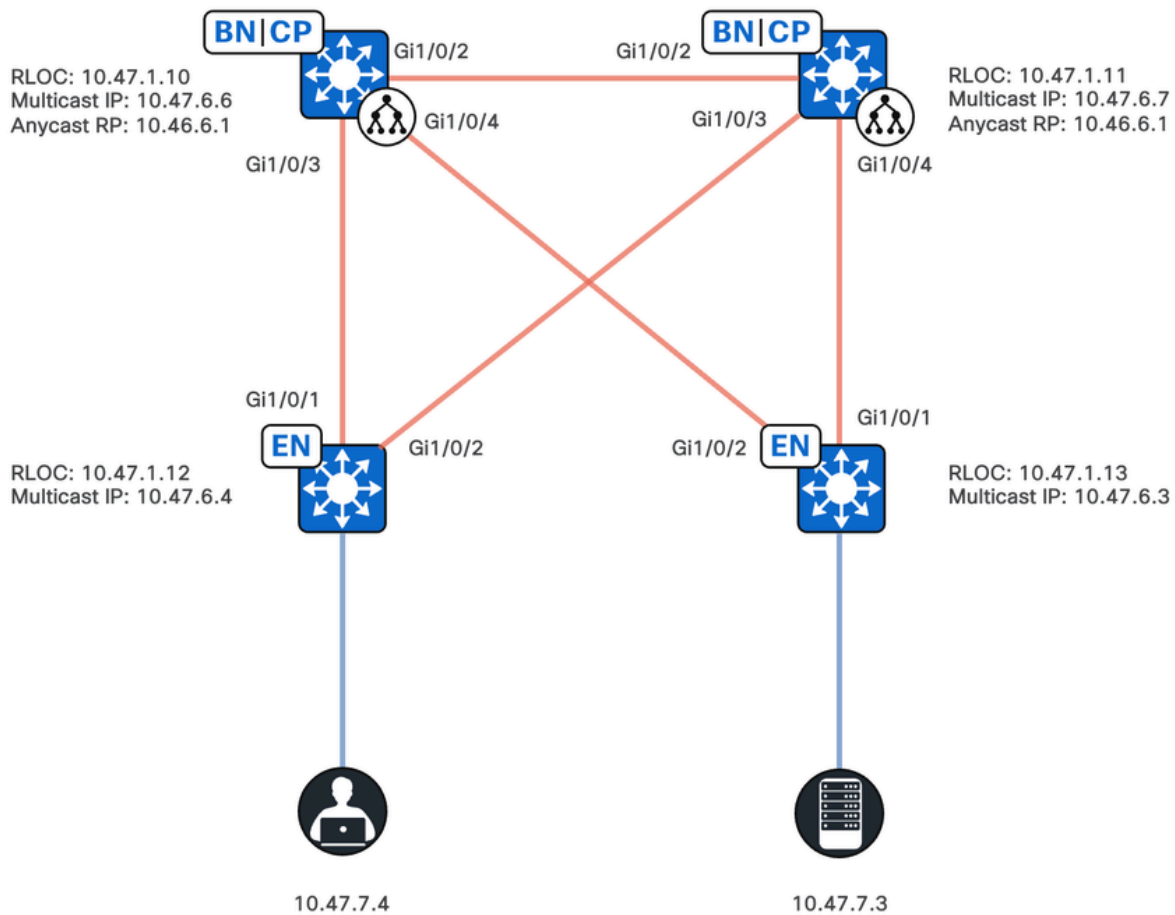 BN|CP
BN|CP
Gi1/0/2
Gi1/0/2
RLOC: 10.47.1.10
Multicast IP: 10.47.6.6
Anycast RP: 10.46.6.1
RLOC: 10.47.1.11
Multicast IP: 10.47.6.7
Anycast RP: 10.46.6.1
Gi1/0/4
Gi1/0/3
Gi1/0/3
Gi1/0/4
Gi1/0/1
Gi1/0/1
EN
Gi1/0/2
Gi1/0/2
EN
RLOC: 10.47.1.12
Multicast IP: 10.47.6.4
RLOC: 10.47.1.13
Multicast IP: 10.47.6.3
10.47.7.4
10.47.7.3